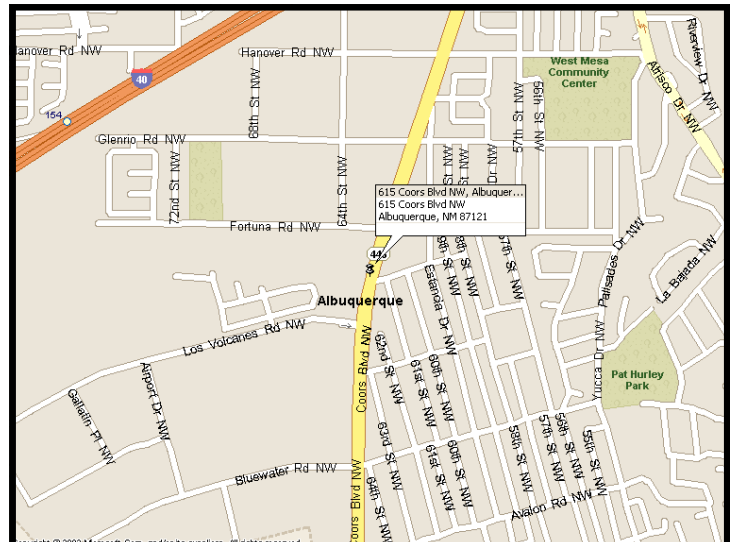 Hanover Rd NW
Hanover Rd NW
West Mesa
Community
Center
Riverview Dr NW
Atrisco Dr NW
40
154
68th St NW
57th St NW
56th St NW
Glenrio Rd NW
72nd St NW
64th St NW
Dr NW
615 Coors Blvd NW, Albuquer...
615 Coors Blvd NW
Albuquerque, NM 87121
Fortuna Rd NW
Estancia Dr NW
57th St NW
Palisades Dr NW
La Bajada NW
Albuquerque
Los Volcanes Rd NW
Coors Blvd NW
62nd St NW
61st St NW
60th St NW
Yucca Dr NW
Pat Hurley
Park
Gallatin Pl NW
Airport Dr NW
63rd St NW
61st St NW
60th St NW
58th St NW
57th St NW
56th St NW
55th St NW
Bluewater Rd NW
64th St NW
Coors Blvd NW
Avalon Rd NW